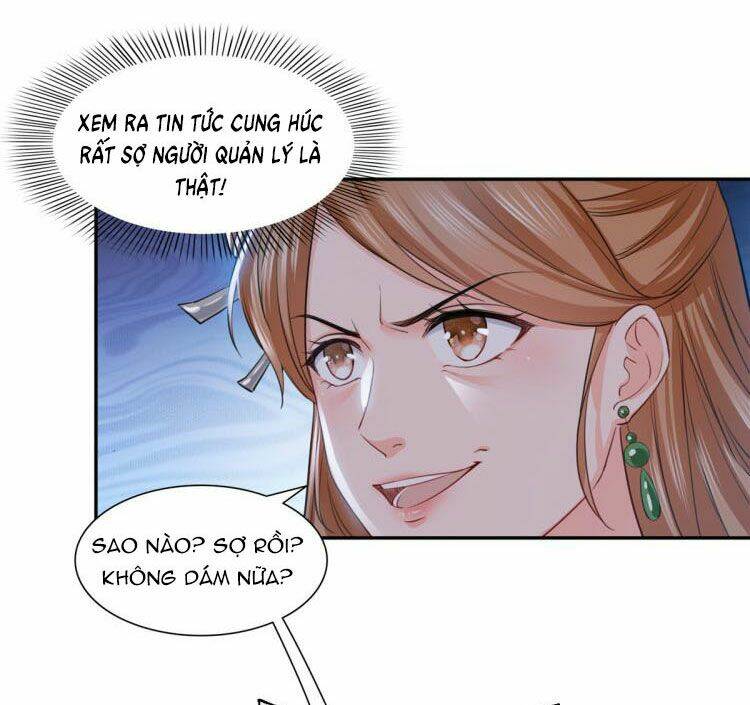 XEM RA TIN TỨC CUNG HÚC
RẤT SỢ NGƯỜI QUẢN LÝ LÀ
THẬT!
SAO NÀO? SỢ RỒI?
KHÔNG DÁM NỮA?